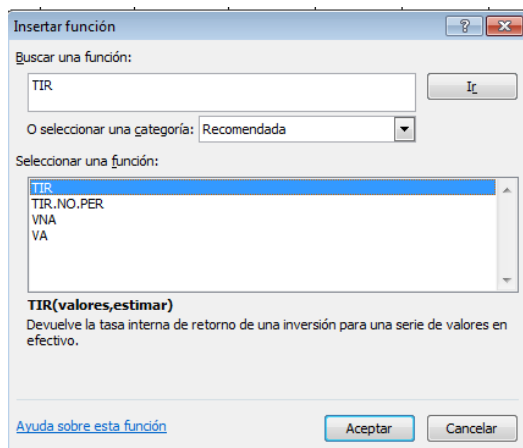 Insertar función
Buscar una función:
TIR
Ir
O seleccionar una categoría: Recomendada
Seleccionar una función:
TIR
TIR.NO.PER
VNA
VA
TIR(valores,estimar)
Devuelve la tasa interna de retorno de una inversión para una serie de valores en
efectivo.
Ayuda sobre esta función
Aceptar
Cancelar